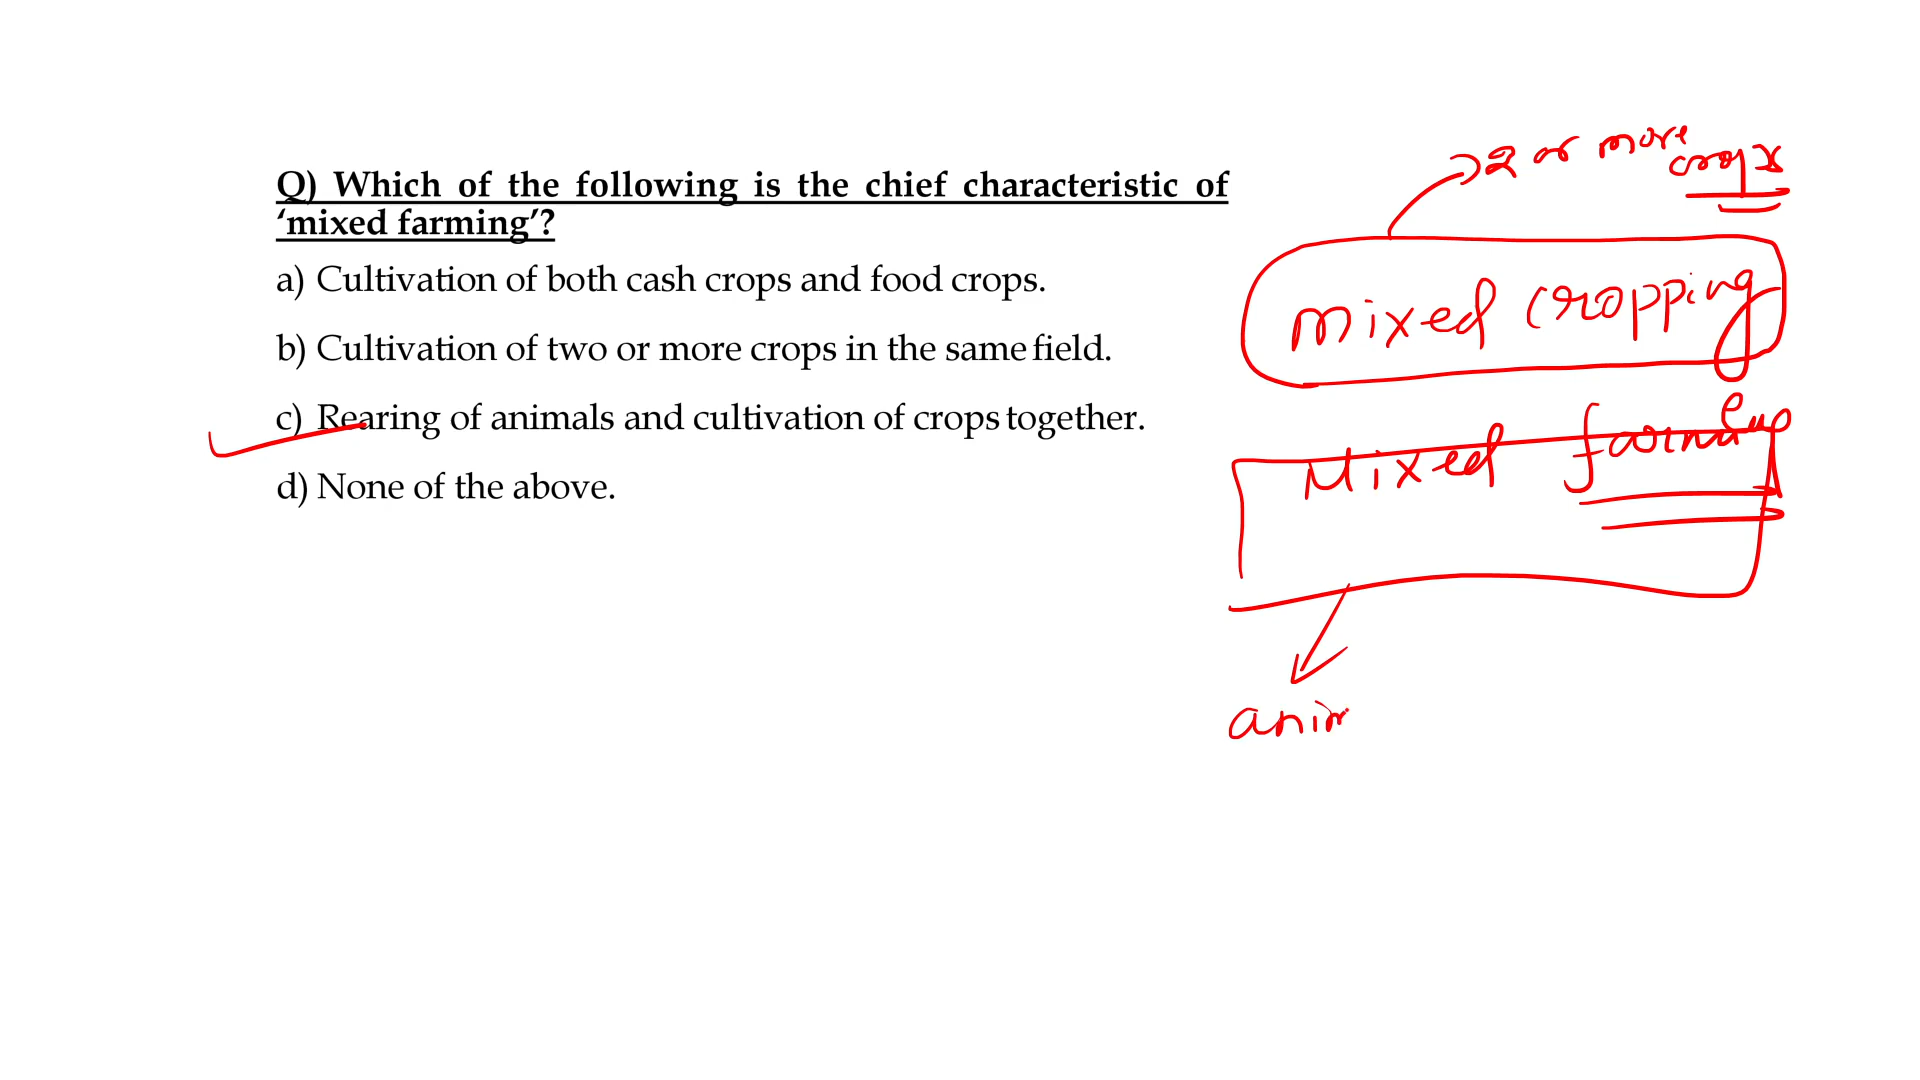 Q) Which of the following is the chief characteristic of
‘mixed farming’?
a) Cultivation of both cash crops and food crops.
b) Cultivation of two or more crops in the same field.
c) Rearing of animals and cultivation of crops together.
d) None of the above.
2 or more
crops
mixed cropping
Mixed farming
anim